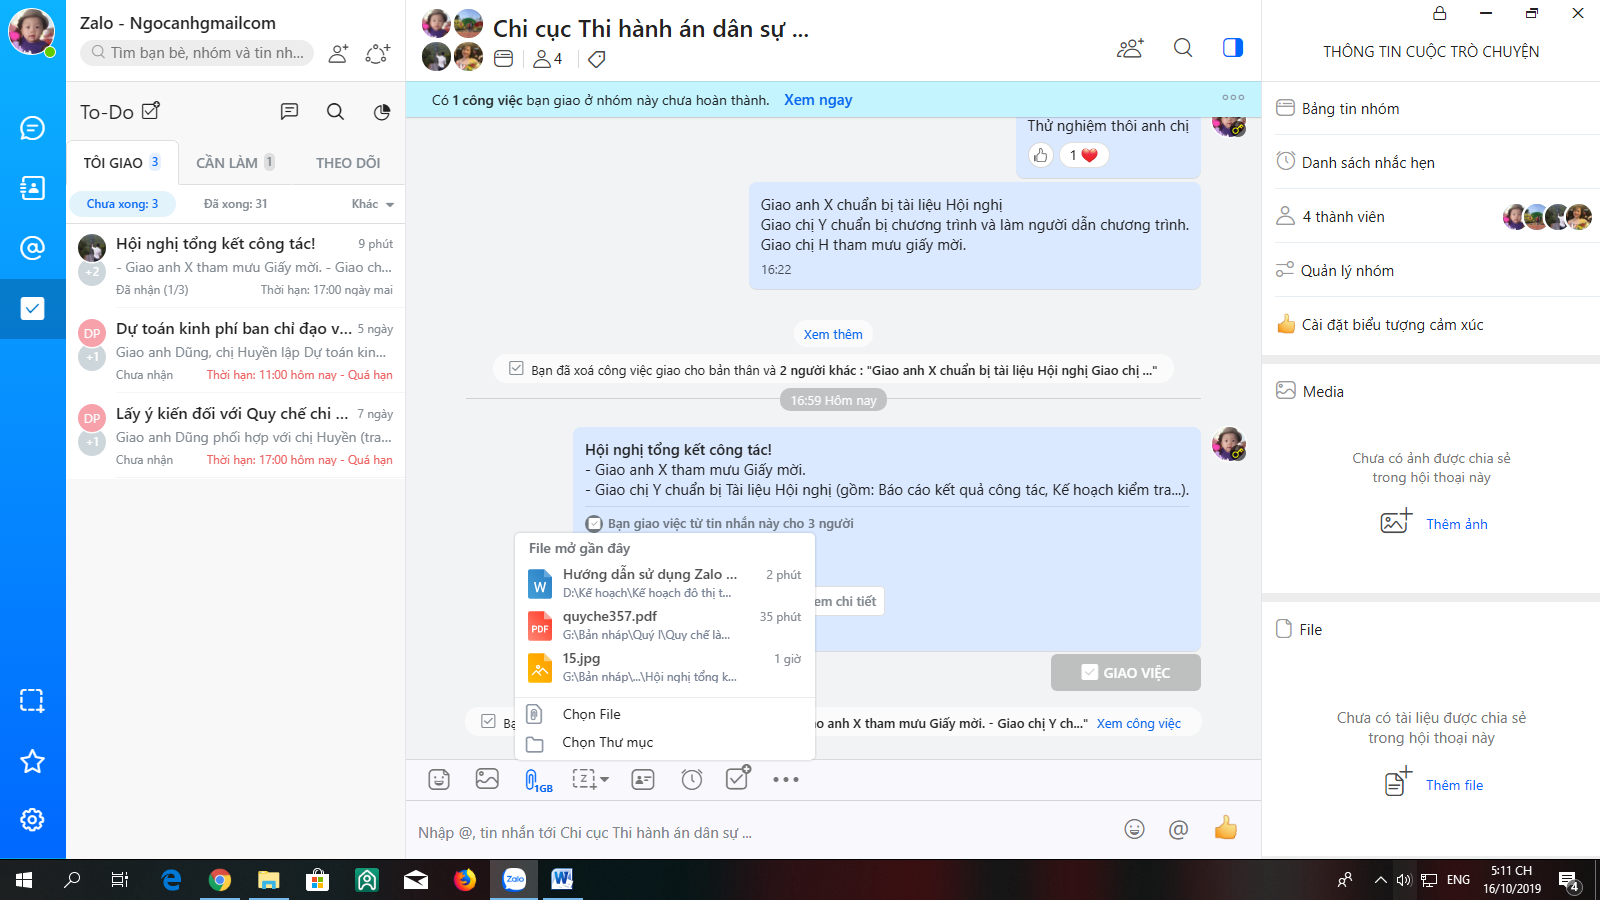 Zalo - Ngocanhgmailcom
Tìm bạn bè, nhóm và tin nh...
To-Do
TÔI GIAO 3
CẦN LÀM 1
THEO DÕI
Chưa xong: 3
Đã xong: 31
Khác
Hội nghị tổng kết công tác!
9 phút
+2
- Giao anh X tham mưu Giấy mời. - Giao ch...
Đã nhận (1/3)
Thời hạn: 17:00 ngày mai
DP
Dự toán kinh phí ban chỉ đạo v...
5 ngày
+1
Giao anh Dũng, chị Huyền lập Dự toán kin...
Chưa nhận
Thời hạn: 11:00 hôm nay - Quá hạn
DP
Lấy ý kiến đối với Quy chế chi ...
7 ngày
+1
Giao anh Dũng phối hợp với chị Huyền (tra...
Chưa nhận
Thời hạn: 17:00 hôm nay - Quá hạn
Chi cục Thi hành án dân sự ...
4
Có 1 công việc bạn giao ở nhóm này chưa hoàn thành. Xem ngay
Thử nghiệm thôi anh chị
1
Giao anh X chuẩn bị tài liệu Hội nghị
Giao chị Y chuẩn bị chương trình và làm người dẫn chương trình.
Giao chị H tham mưu giấy mời.
16:22
Xem thêm
Bạn đã xoá công việc giao cho bản thân và 2 người khác : "Giao anh X chuẩn bị tài liệu Hội nghị Giao chị ..."
16:59 Hôm nay
Hội nghị tổng kết công tác!
- Giao anh X tham mưu Giấy mời.
- Giao chị Y chuẩn bị Tài liệu Hội nghị (gồm: Báo cáo kết quả công tác, Kế hoạch kiểm tra...).
Bạn giao việc từ tin nhắn này cho 3 người
em chi tiết
GIAO VIỆC
anh X tham mưu Giấy mời. - Giao chị Y ch..." Xem công việc
File mở gần đây
W
Hướng dẫn sử dụng Zalo ...
2 phút
D:\Kế hoạch\Kế hoạch đô thị t...
PDF
quyche357.pdf
35 phút
G:\Bản nháp\Quý I\Quy chế là...
15.jpg
1 giờ
G:\Bản nháp\...\Hội nghị tổng k...
Chọn File
Chọn Thư mục
1GB
Z
Nhập @, tin nhắn tới Chi cục Thi hành án dân sự ...
THÔNG TIN CUỘC TRÒ CHUYỆN
Bảng tin nhóm
Danh sách nhắc hẹn
4 thành viên
Quản lý nhóm
Cài đặt biểu tượng cảm xúc
Media
Chưa có ảnh được chia sẻ
trong hội thoại này
Thêm ảnh
File
Chưa có tài liệu được chia sẻ
trong hội thoại này
Thêm file
Zalo
W
ENG
5:11 CH
16/10/2019
4